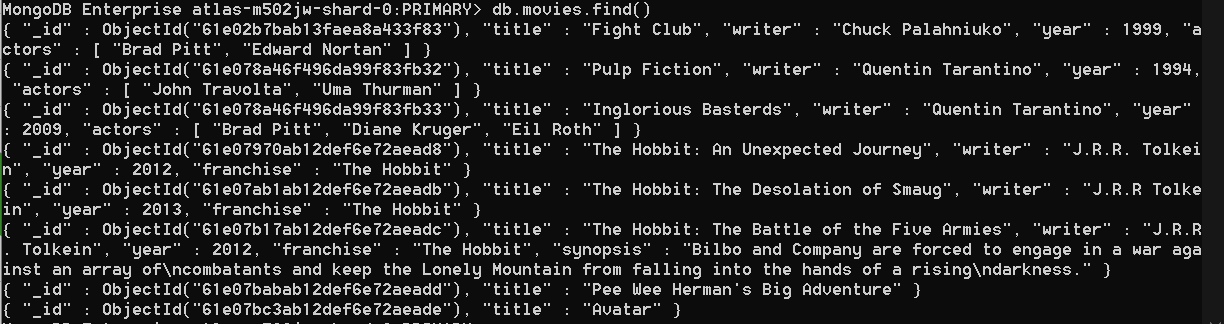 MongoDB Enterprise atlas-m502jw-shard-0:PRIMARY> db.movies.find()
{ "_id" : ObjectId("61e02b7bab13faea8a433f83"), "title" : "Fight Club", "writer" : "Chuck Palahniuko", "year" : 1999, "a
ctors" : [ "Brad Pitt", "Edward Nortan" ] }
{ "_id" : ObjectId("61e078a46f496da99f83fb32"), "title" : "Pulp Fiction", "writer" : "Quentin Tarantino", "year" : 1994,
 "actors" : [ "John Travolta", "Uma Thurman" ] }
{ "_id" : ObjectId("61e078a46f496da99f83fb33"), "title" : "Inglorious Basterds", "writer" : "Quentin Tarantino", "year"
: 2009, "actors" : [ "Brad Pitt", "Diane Kruger", "Eil Roth" ] }
{ "_id" : ObjectId("61e07970ab12def6e72aead8"), "title" : "The Hobbit: An Unexpected Journey", "writer" : "J.R.R. Tolkei
n", "year" : 2012, "franchise" : "The Hobbit" }
{ "_id" : ObjectId("61e07ab1ab12def6e72aeadb"), "title" : "The Hobbit: The Desolation of Smaug", "writer" : "J.R.R Tolke
in", "year" : 2013, "franchise" : "The Hobbit" }
{ "_id" : ObjectId("61e07b17ab12def6e72aeadc"), "title" : "The Hobbit: The Battle of the Five Armies", "writer" : "J.R.R
. Tolkein", "year" : 2012, "franchise" : "The Hobbit", "synopsis" : "Bilbo and Company are forced to engage in a war aga
inst an array of\ncombatants and keep the Lonely Mountain from falling into the hands of a rising\ndarkness." }
{ "_id" : ObjectId("61e07babab12def6e72aeadd"), "title" : "Pee Wee Herman's Big Adventure" }
{ "_id" : ObjectId("61e07bc3ab12def6e72aeade"), "title" : "Avatar" }